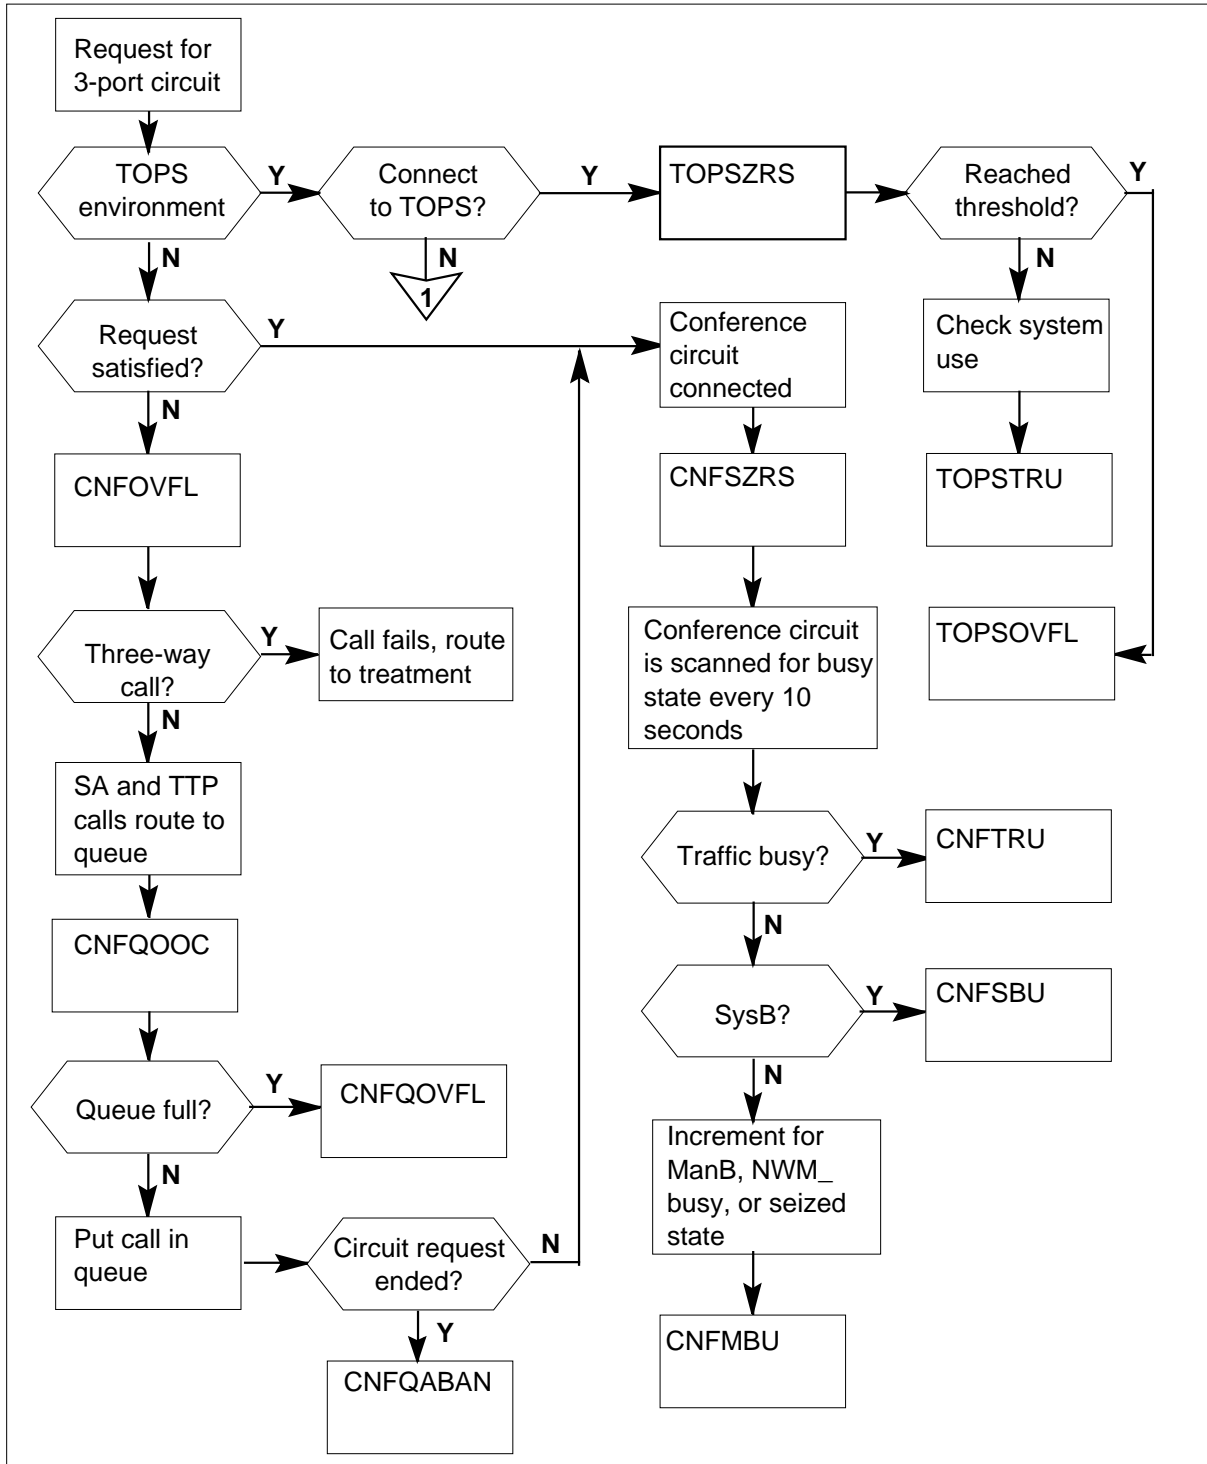 Request for
3-port circuit
TOPS
environment
Y
Connect
to TOPS?
Y
TOPSZRS
Reached
threshold?
Y
N
N
1
N
Request
satisfied?
Y
Conference
circuit
connected
Check system
use
N
CNFOVFL
CNFSZRS
TOPSTRU
Three-way
call?
Y
Call fails, route
to treatment
Conference circuit
is scanned for busy
state every 10
seconds
TOPSOVFL
N
SA and TTP
calls route to
queue
Traffic busy?
Y
CNFTRU
N
CNFQOOC
SysB?
Y
CNFSBU
N
Queue full?
Y
CNFQOVFL
Increment for
ManB, NWM_
busy, or seized
state
N
Put call in
queue
Circuit request
ended?
N
Y
CNFMBU
CNFQABAN